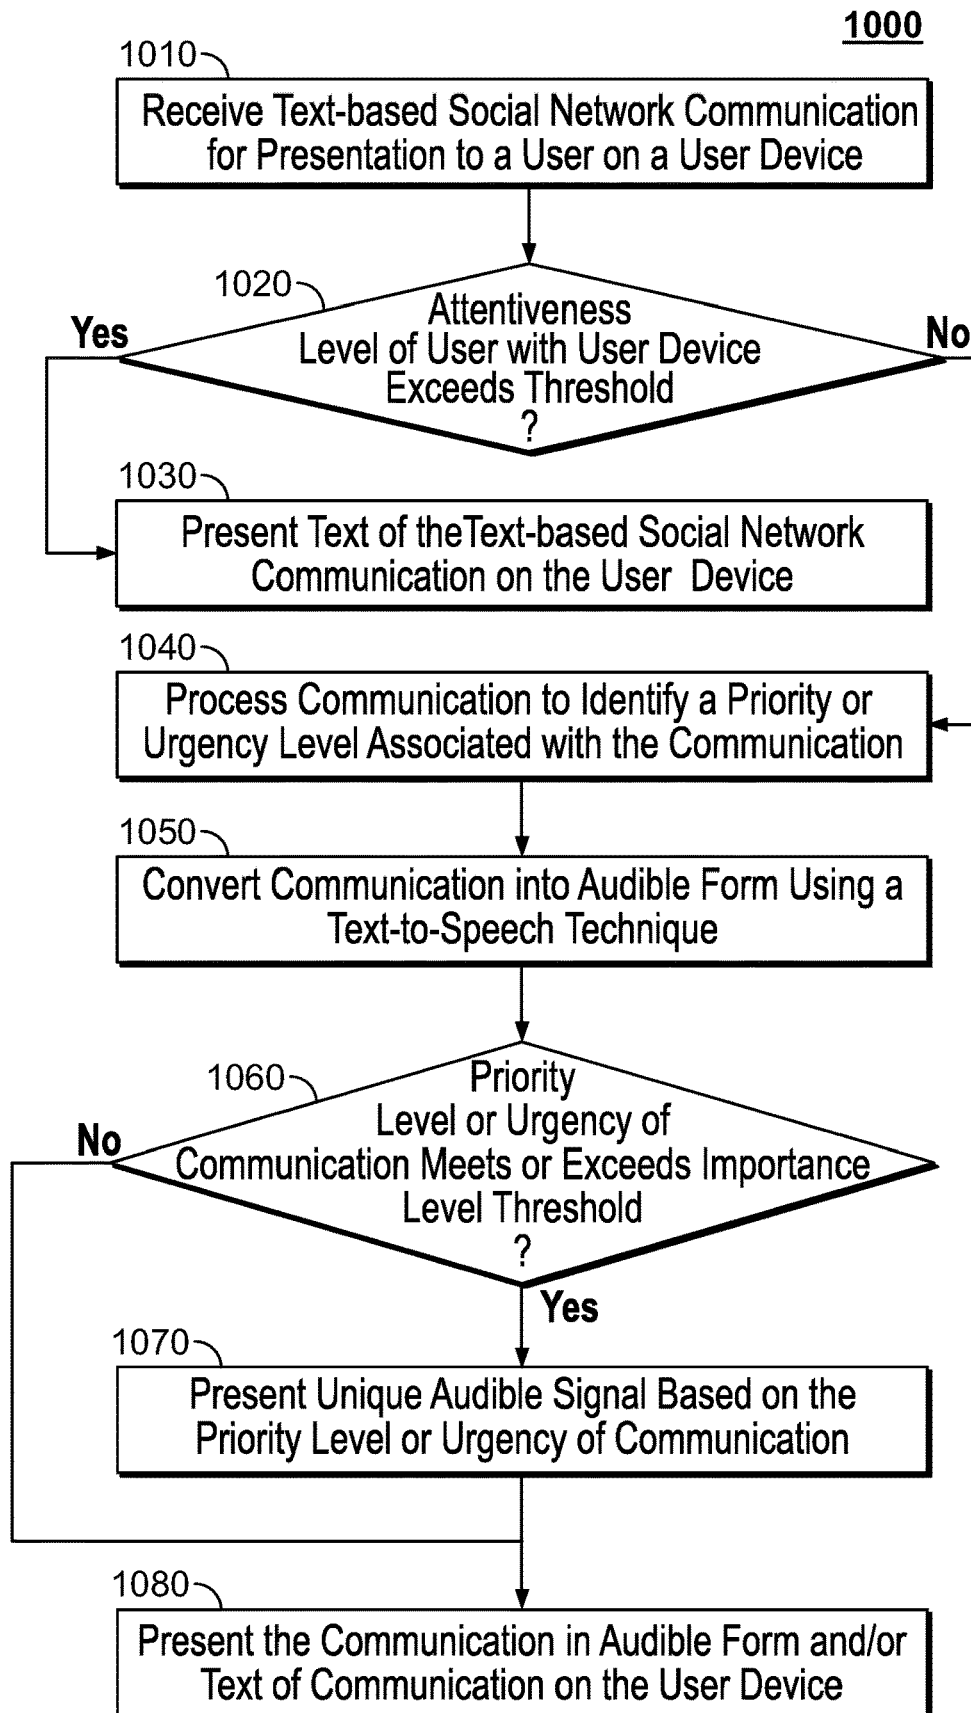 1000
1010
Receive Text-based Social Network Communication
for Presentation to a User on a User Device
1020
Attentiveness
Level of User with User Device
Exceeds Threshold
?
Yes
No
1030
Present Text of theText-based Social Network
Communication on the User Device
1040
Process Communication to Identify a Priority or
Urgency Level Associated with the Communication
1050
Convert Communication into Audible Form Using a
Text-to-Speech Technique
1060
Priority
Level or Urgency of
Communication Meets or Exceeds Importance
Level Threshold
?
No
Yes
1070
Present Unique Audible Signal Based on the
Priority Level or Urgency of Communication
1080
Present the Communication in Audible Form and/or
Text of Communication on the User Device